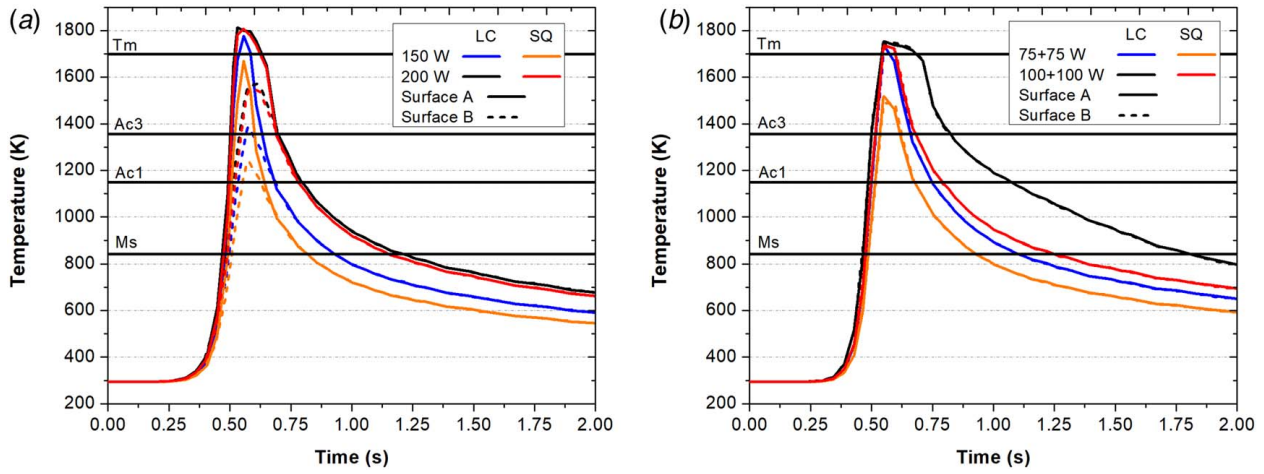 (a)
Temperature (K)
1800
1600
1400
1200
1000
800
600
400
200
Tm
Ac3
Ac1
Ms
LC SQ
150 W
200 W
Surface A
Surface B
0.00 0.25 0.50 0.75 1.00 1.25 1.50 1.75 2.00
Time (s)
(b)
Temperature (K)
1800
1600
1400
1200
1000
800
600
400
200
Tm
Ac3
Ac1
Ms
LC SQ
75+75 W
100+100 W
Surface A
Surface B
0.00 0.25 0.50 0.75 1.00 1.25 1.50 1.75 2.00
Time (s)